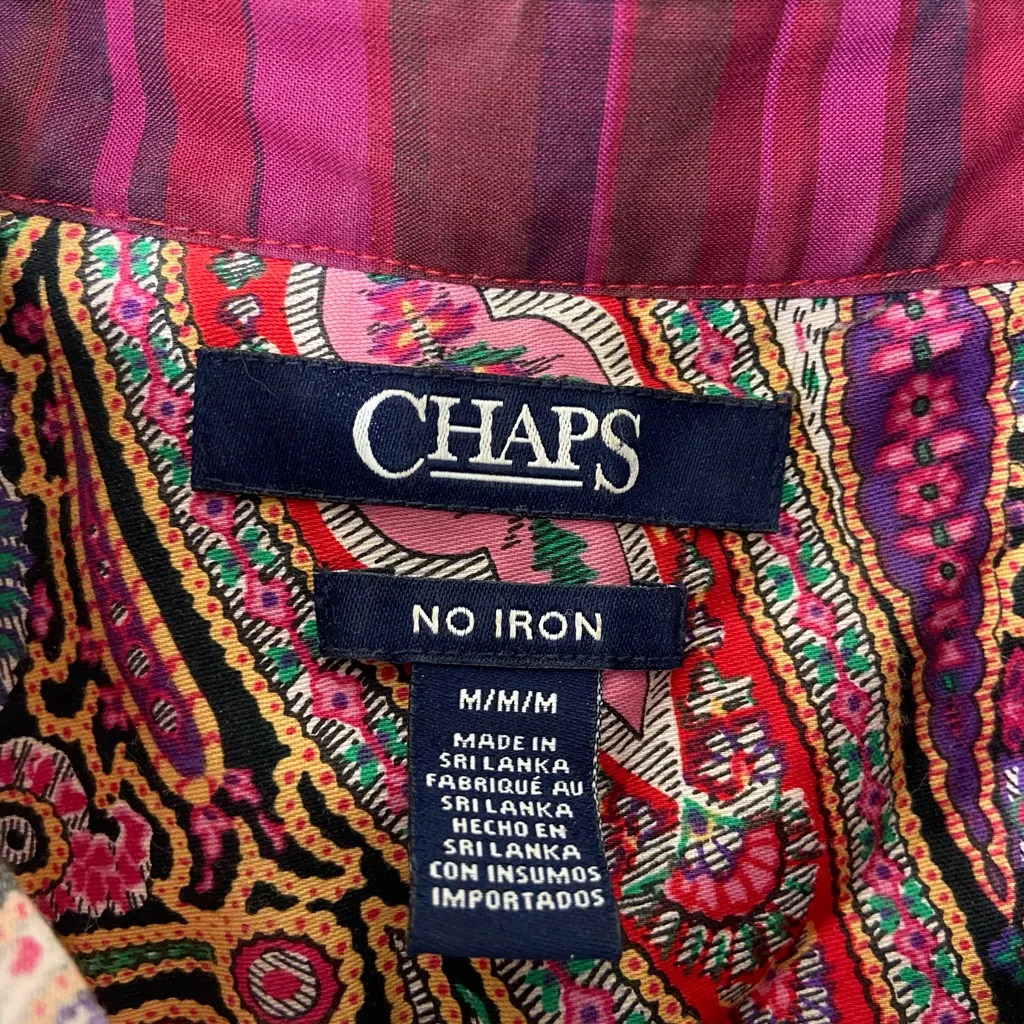 CHAPS
NO IRON
M/M/M
MADE IN
SRI LANKA
FABRIQUÉ AU
SRI LANKA
HECHO EN
SRI LANKA
CON INSUMOS
IMPORTADOS